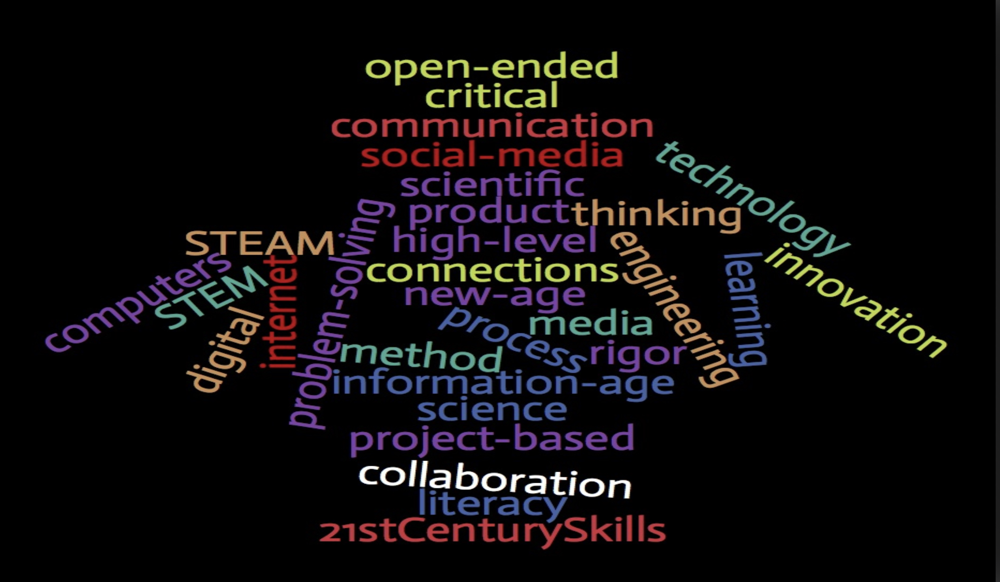 open-ended
critical
communication
social-media
scientific
technology
product
thinking
problem-solving
STEAM
high-level
engineering
computers
STEM
internet
connections
learning
innovation
new-age
digital
process
media
method
rigor
information-age
science
project-based
collaboration
literacy
21stCenturySkills